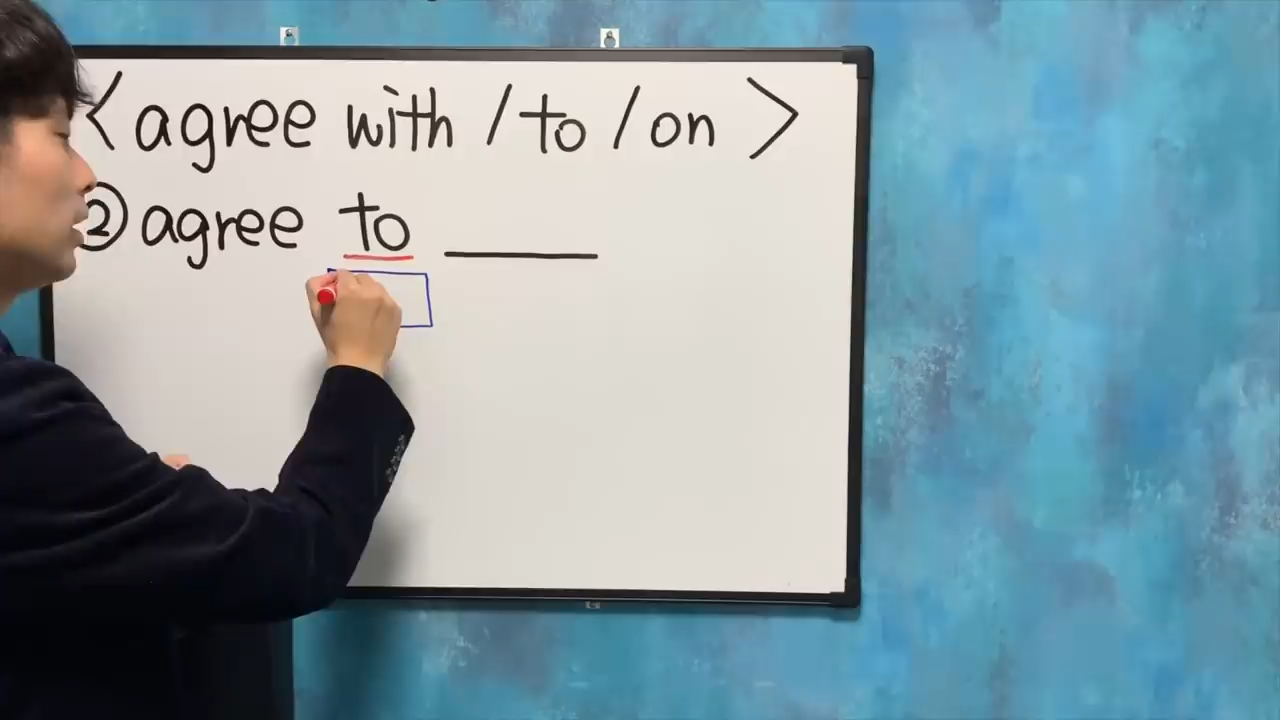 <agree with / to / on>
② agree to ____